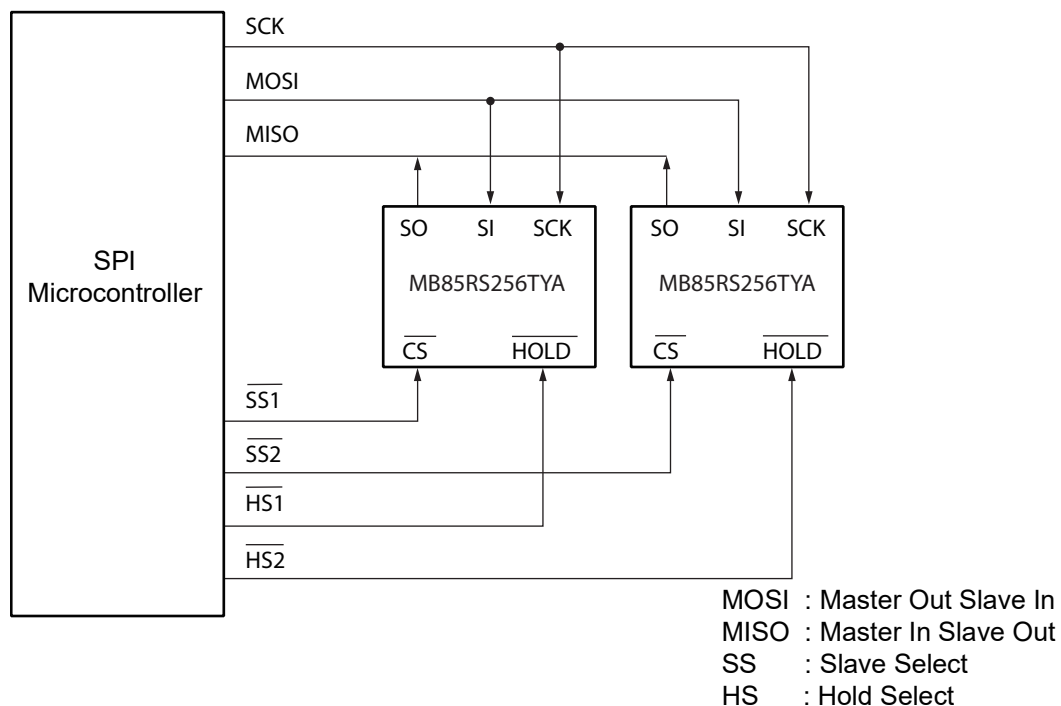 SCK
MOSI
MISO
SPI
Microcontroller
SO SI SCK
MB85RS256TYA
CS HOLD
SO SI SCK
MB85RS256TYA
CS HOLD
SS1
SS2
HS1
HS2
MOSI : Master Out Slave In
MISO : Master In Slave Out
SS : Slave Select
HS : Hold Select